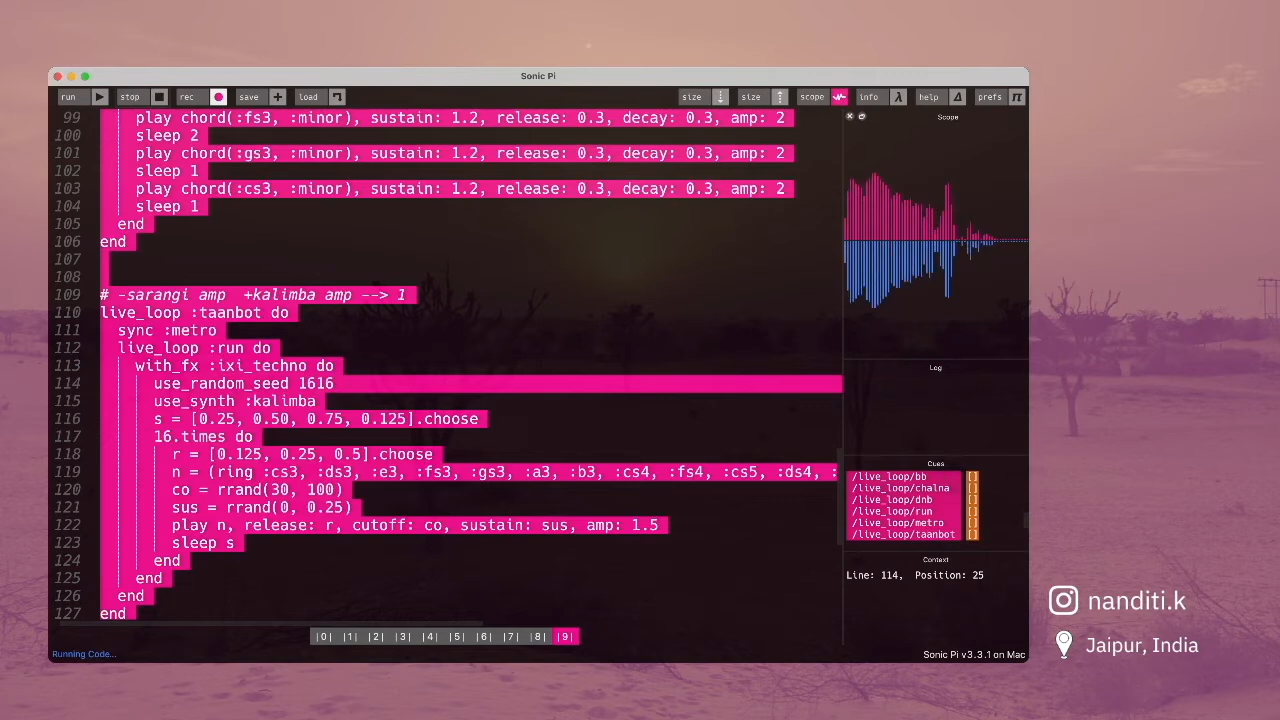 Sonic Pi
run stop rec save load size size scope info help prefs
99 play chord(:fs3, :minor), sustain: 1.2, release: 0.3, decay: 0.3, amp: 2
100 sleep 2
101 play chord(:gs3, :minor), sustain: 1.2, release: 0.3, decay: 0.3, amp: 2
102 sleep 1
103 play chord(:cs3, :minor), sustain: 1.2, release: 0.3, decay: 0.3, amp: 2
104 sleep 1
105 end
106 end
107
108
109 # -sarangi amp  +kalimba amp --> 1
110 live_loop :taanbot do
111 sync :metro
112 live_loop :run do
113 with_fx :ixi_techno do
114 use_random_seed 1616
115 use_synth :kalimba
116 s = [0.25, 0.50, 0.75, 0.125].choose
117 16.times do
118 r = [0.125, 0.25, 0.5].choose
119 n = (ring :cs3, :ds3, :e3, :fs3, :gs3, :a3, :b3, :cs4, :fs4, :cs5, :ds4, :
120 co = rrand(30, 100)
121 sus = rrand(0, 0.25)
122 play n, release: r, cutoff: co, sustain: sus, amp: 1.5
123 sleep s
124 end
125 end
126 end
127 end
Scope
Log
Cues
/live_loop/bb []
/live_loop/chalna []
/live_loop/dnb []
/live_loop/run []
/live_loop/metro []
/live_loop/taanbot []
Context
Line: 114, Position: 25
|0| |1| |2| |3| |4| |5| |6| |7| |8| |9|
Running Code...
Sonic Pi v3.3.1 on Mac
nanditi.k
Jaipur, India